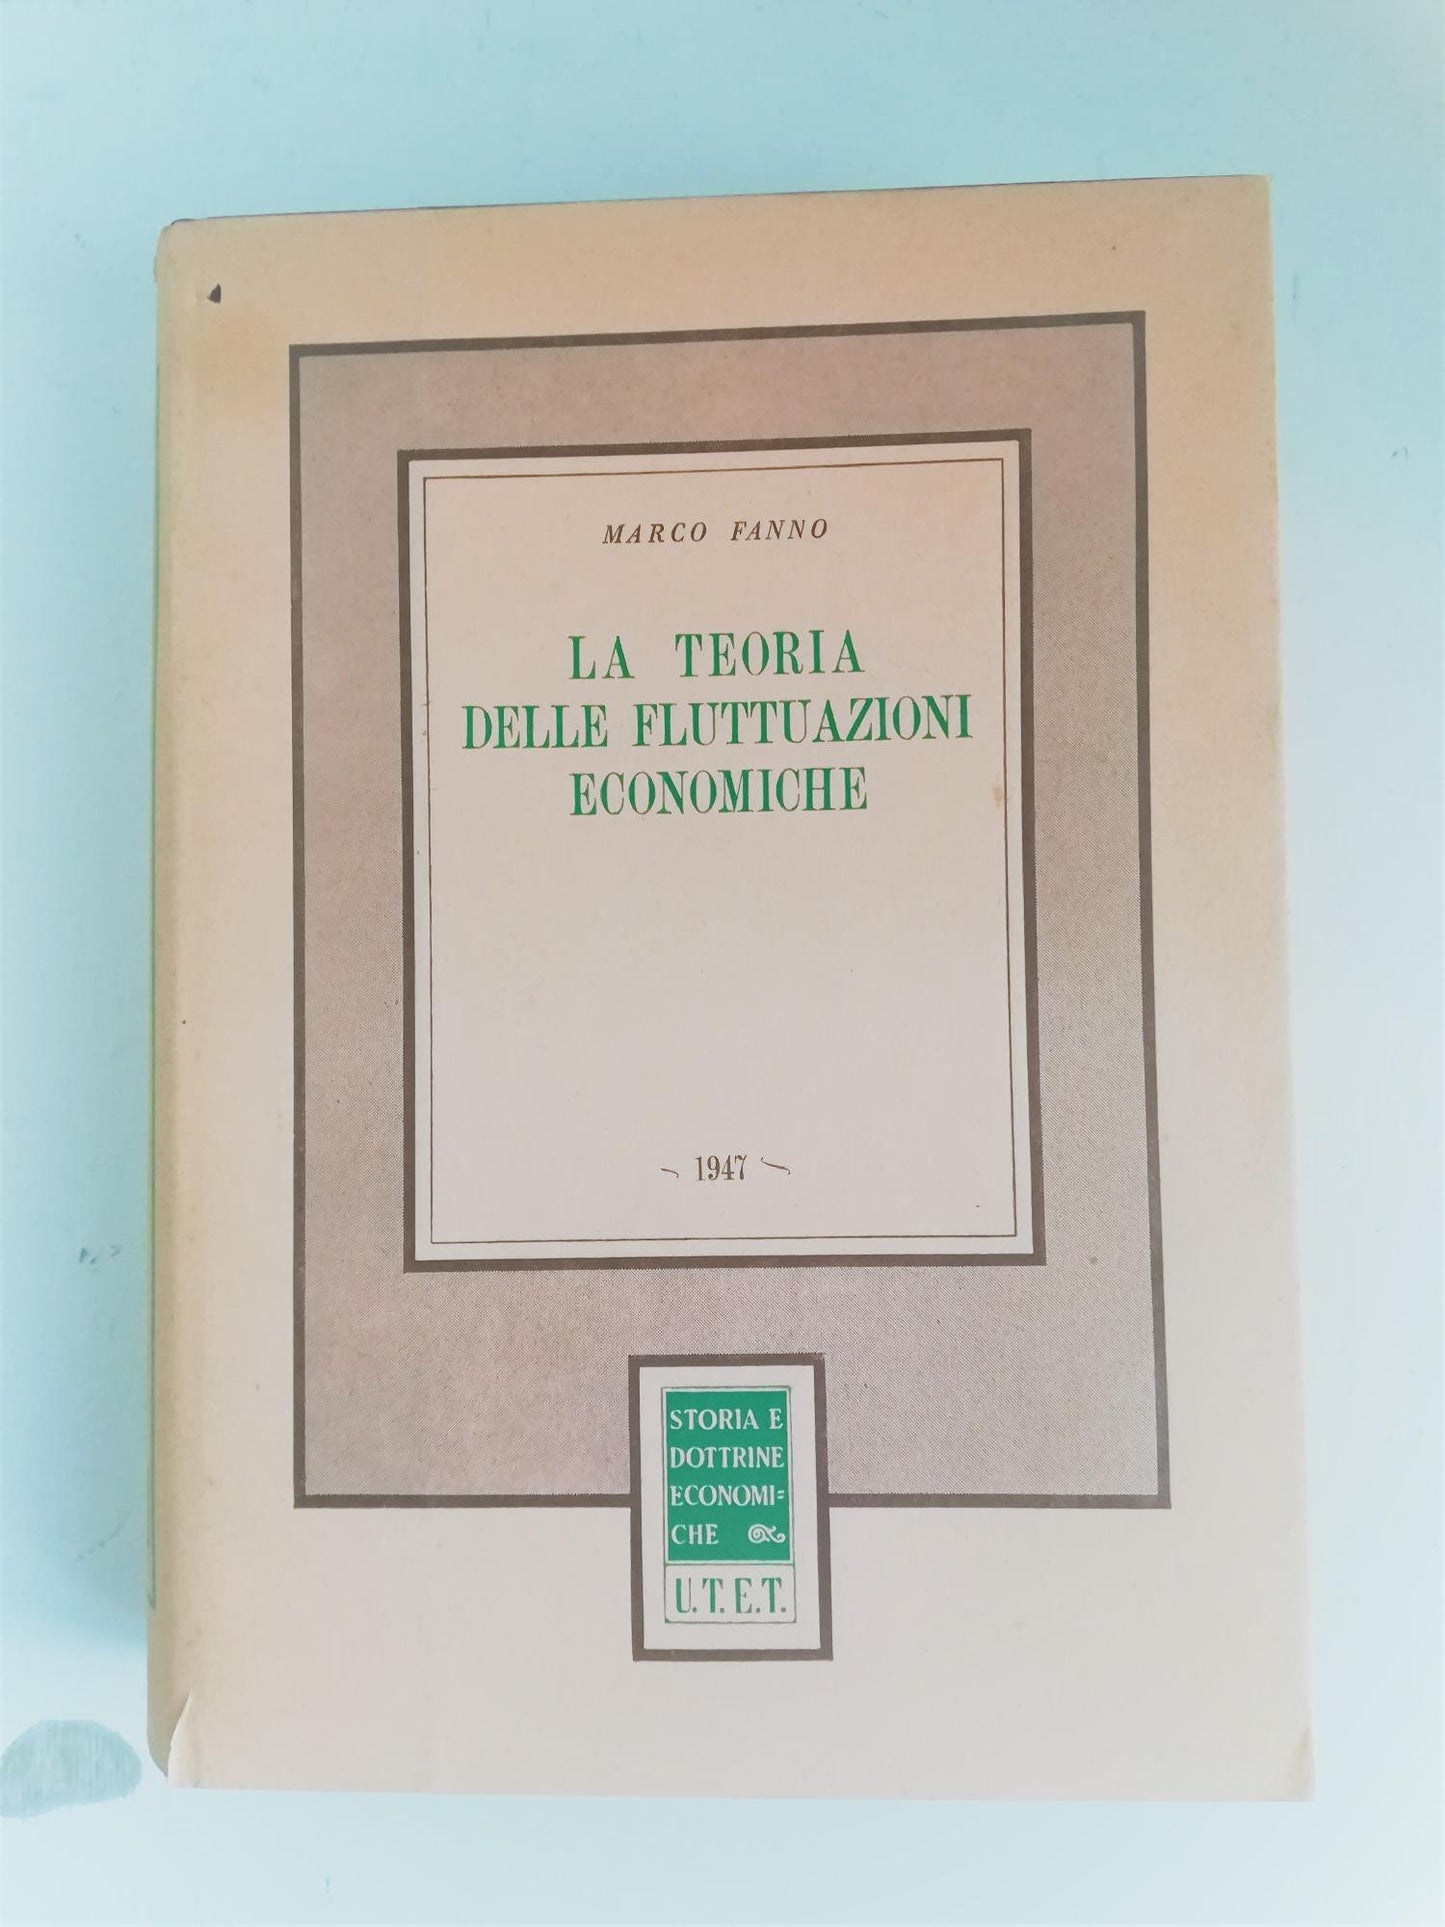 MARCO FANNO
LA TEORIA
DELLE FLUTTUAZIONI
ECONOMICHE
1947
STORIA E
DOTTRINE
ECONOMI=
CHE
U.T.E.T.